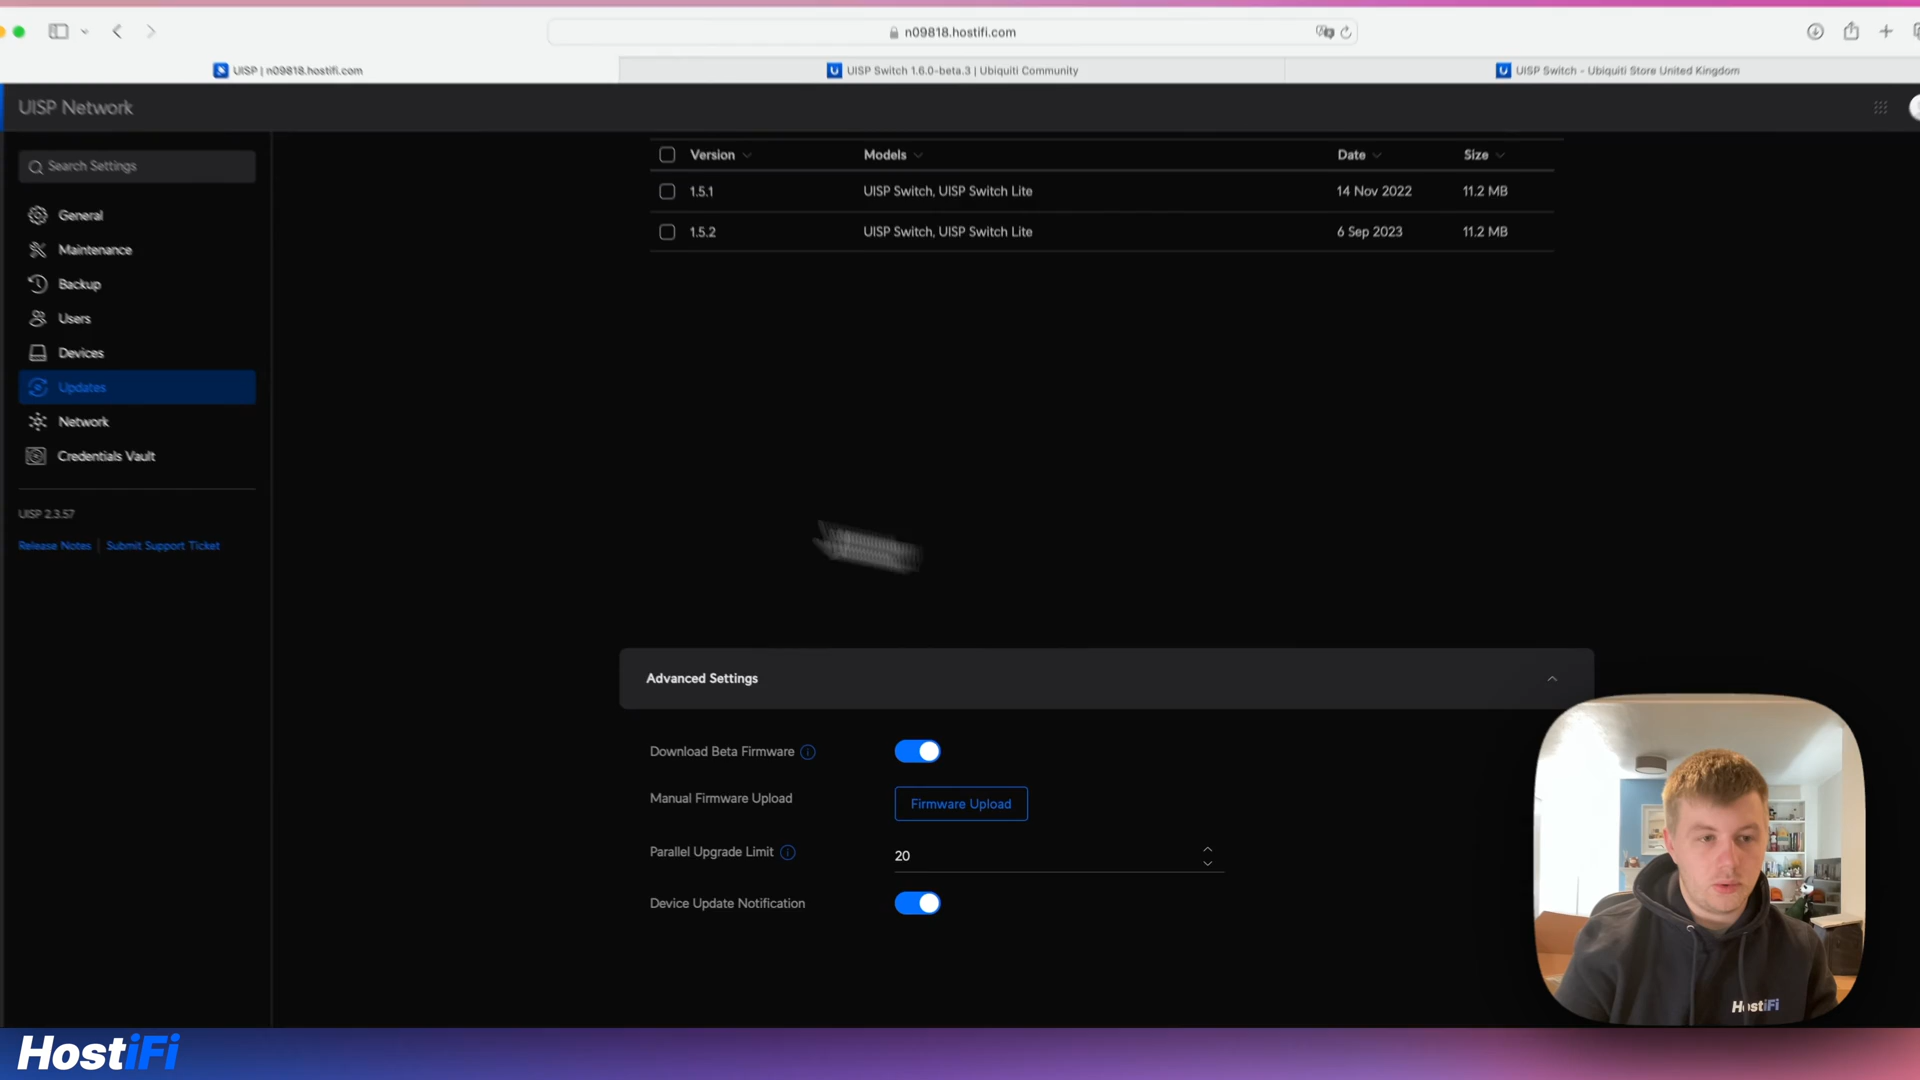 n09818.hostifi.com
UISP | n09818.hostifi.com
UISP Switch 1.6.0-beta.3 | Ubiquiti Community
UISP Switch - Ubiquiti Store United Kingdom
UISP Network
Search Settings
General
Maintenance
Backup
Users
Devices
Updates
Network
Credentials Vault
UISP 2.3.57
Release Notes | Submit Support Ticket
Version Models Date Size
1.5.1 UISP Switch, UISP Switch Lite 14 Nov 2022 11.2 MB
1.5.2 UISP Switch, UISP Switch Lite 6 Sep 2023 11.2 MB
Advanced Settings
Download Beta Firmware
Manual Firmware Upload Firmware Upload
Parallel Upgrade Limit 20
Device Update Notification
HostiFi
HostiFi